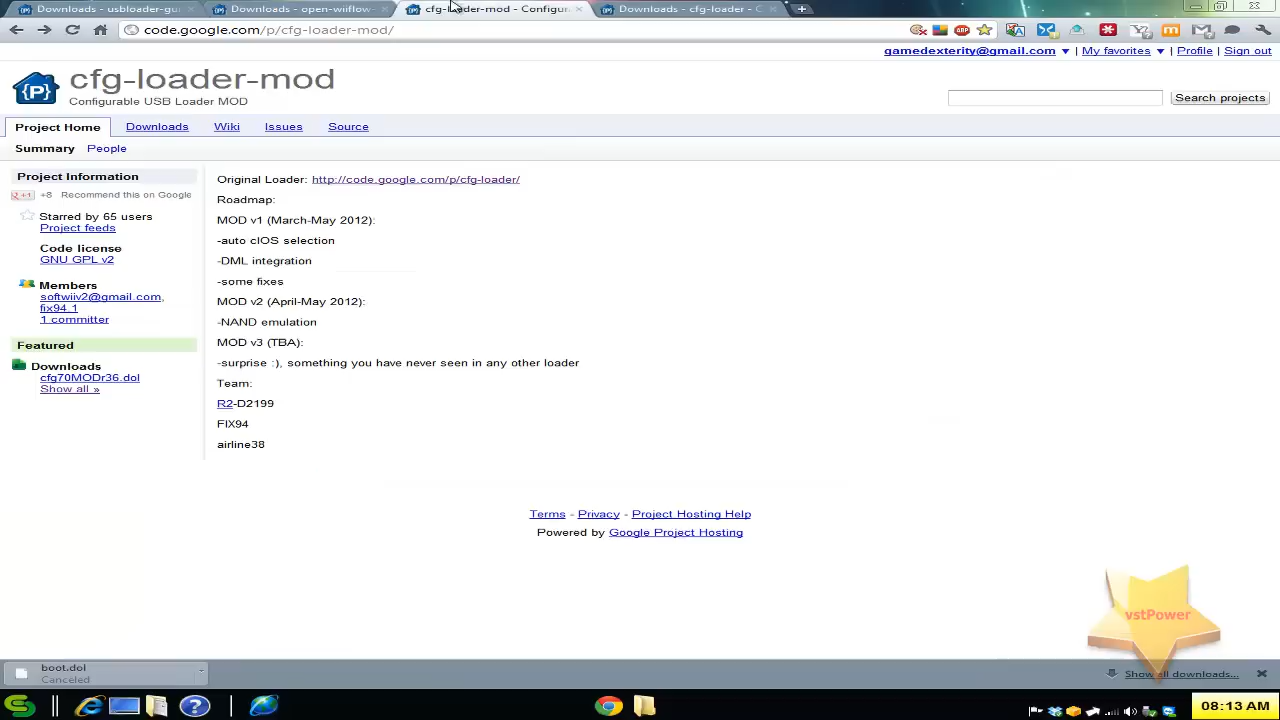 Downloads - usbloader-gu
Downloads - open-wiiflow-
cfg-loader-mod - Configura
Downloads - cfg-loader - C
code.google.com/p/cfg-loader-mod/
gamedexterity@gmail.com ▼ | My favorites ▼ | Profile | Sign out
{P}
cfg-loader-mod
Configurable USB Loader MOD
Search projects
Project Home Downloads Wiki Issues Source
Summary People
Project Information
+1 +8 Recommend this on Google
Starred by 65 users
Project feeds
Code license
GNU GPL v2
Members
softwiiv2@gmail.com,
fix94.1
1 committer
Featured
Downloads
cfg70MODr36.dol
Show all »
Original Loader: http://code.google.com/p/cfg-loader/
Roadmap:
MOD v1 (March-May 2012):
-auto cIOS selection
-DML integration
-some fixes
MOD v2 (April-May 2012):
-NAND emulation
MOD v3 (TBA):
-surprise :), something you have never seen in any other loader
Team:
R2-D2199
FIX94
airline38
Terms - Privacy - Project Hosting Help
Powered by Google Project Hosting
vstPower
boot.dol
Canceled
Show all downloads...
08:13 AM